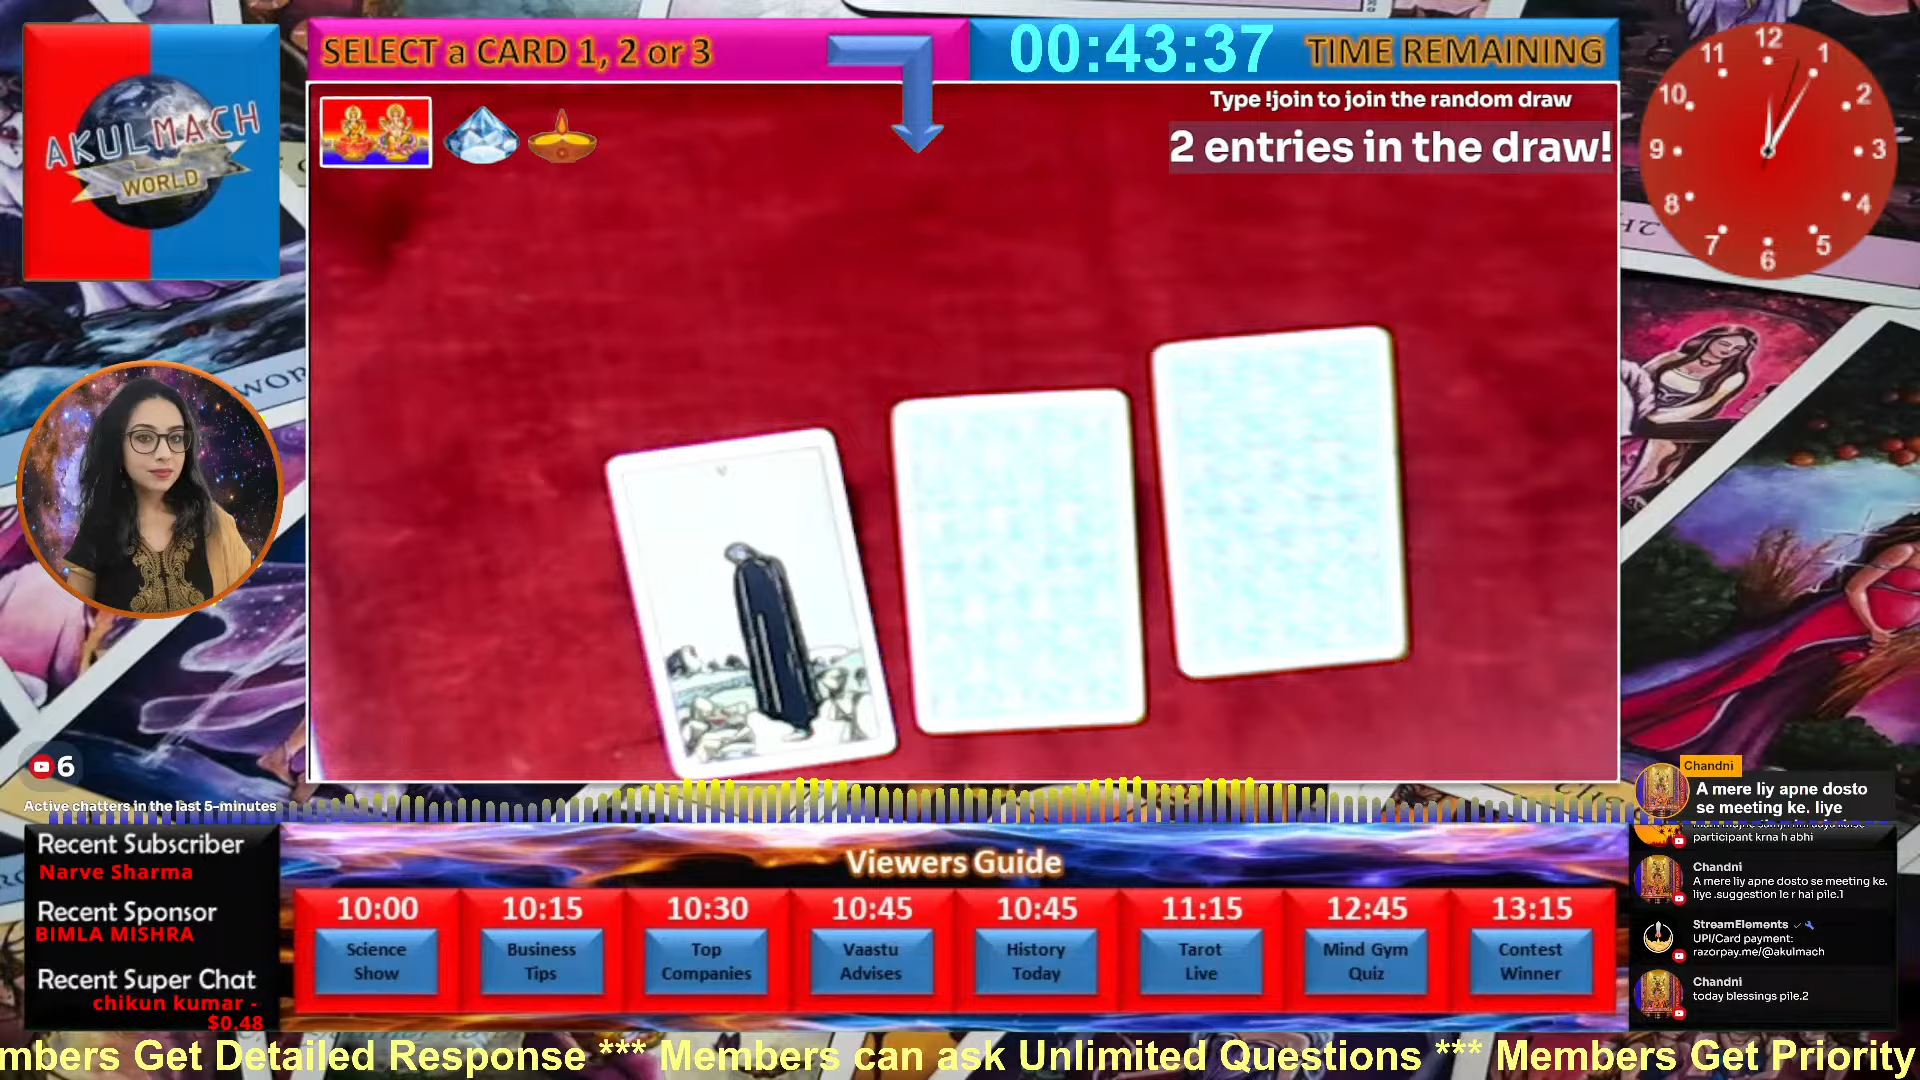 SELECT a CARD 1, 2 or 3
00:43:37 TIME REMAINING
AKULMACH
WORLD
Type !join to join the random draw
2 entries in the draw!
12
1
2
3
4
5
6
7
8
9
10
11
6
Active chatters in the last 5-minutes
Recent Subscriber
Narve Sharma
Recent Sponsor
BIMLA MISHRA
Recent Super Chat
chikun kumar -
$0.48
Viewers Guide
10:00
Science
Show
10:15
Business
Tips
10:30
Top
Companies
10:45
Vaastu
Advises
10:45
History
Today
11:15
Tarot
Live
12:45
Mind Gym
Quiz
13:15
Contest
Winner
Chandni
A mere liy apne dosto
se meeting ke. liye
participant krna h abhi
Chandni
A mere liy apne dosto se meeting ke.
liye .suggestion le r hai pile.1
StreamElements
UPI/Card payment:
razorpay.me/@akulmach
Chandni
today blessings pile.2
mbers Get Detailed Response *** Members can ask Unlimited Questions *** Members Get Priority